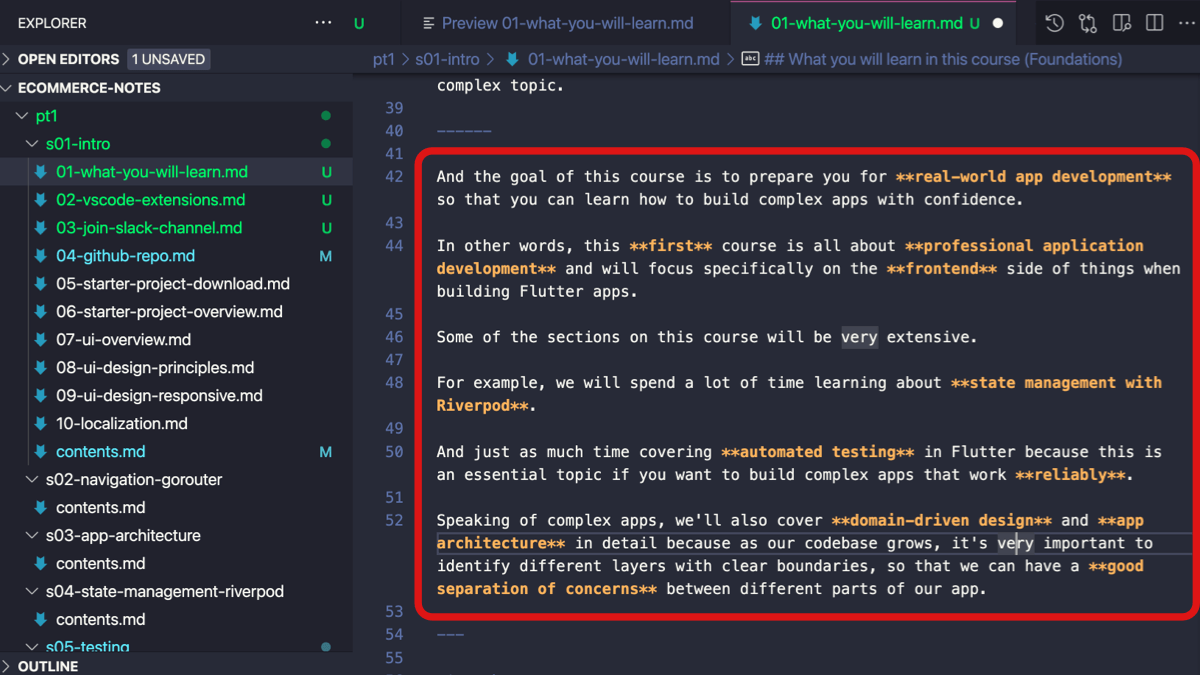 EXPLORER
···
U
Preview 01-what-you-will-learn.md
01-what-you-will-learn.md U
OPEN EDITORS 1 UNSAVED
pt1 > s01-intro > 01-what-you-will-learn.md > abc ## What you will learn in this course (Foundations)
ECOMMERCE-NOTES
pt1
s01-intro
01-what-you-will-learn.md U
02-vscode-extensions.md U
03-join-slack-channel.md U
04-github-repo.md M
05-starter-project-download.md
06-starter-project-overview.md
07-ui-overview.md
08-ui-design-principles.md
09-ui-design-responsive.md
10-localization.md
contents.md M
s02-navigation-gorouter
contents.md
s03-app-architecture
contents.md
s04-state-management-riverpod
contents.md
s05-testing
OUTLINE
complex topic.
39
40 ------
41
42 And the goal of this course is to prepare you for **real-world app development**
so that you can learn how to build complex apps with confidence.
43
44 In other words, this **first** course is all about **professional application
development** and will focus specifically on the **frontend** side of things when
building Flutter apps.
45
46 Some of the sections on this course will be very extensive.
47
48 For example, we will spend a lot of time learning about **state management with
Riverpod**.
49
50 And just as much time covering **automated testing** in Flutter because this is
an essential topic if you want to build complex apps that work **reliably**.
51
52 Speaking of complex apps, we'll also cover **domain-driven design** and **app
architecture** in detail because as our codebase grows, it's very important to
identify different layers with clear boundaries, so that we can have a **good
separation of concerns** between different parts of our app.
53
54 ---
55